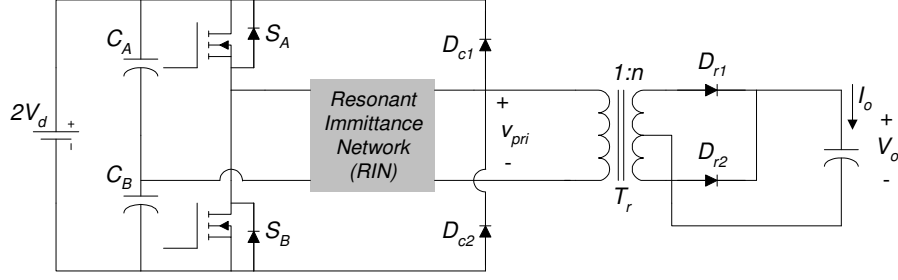 C_A
S_A
D_c1
1:n
D_r1
2V_d
+
-
Resonant
Immittance
Network
(RIN)
+
v_pri
-
I_o
+
V_o
-
C_B
D_r2
T_r
S_B
D_c2